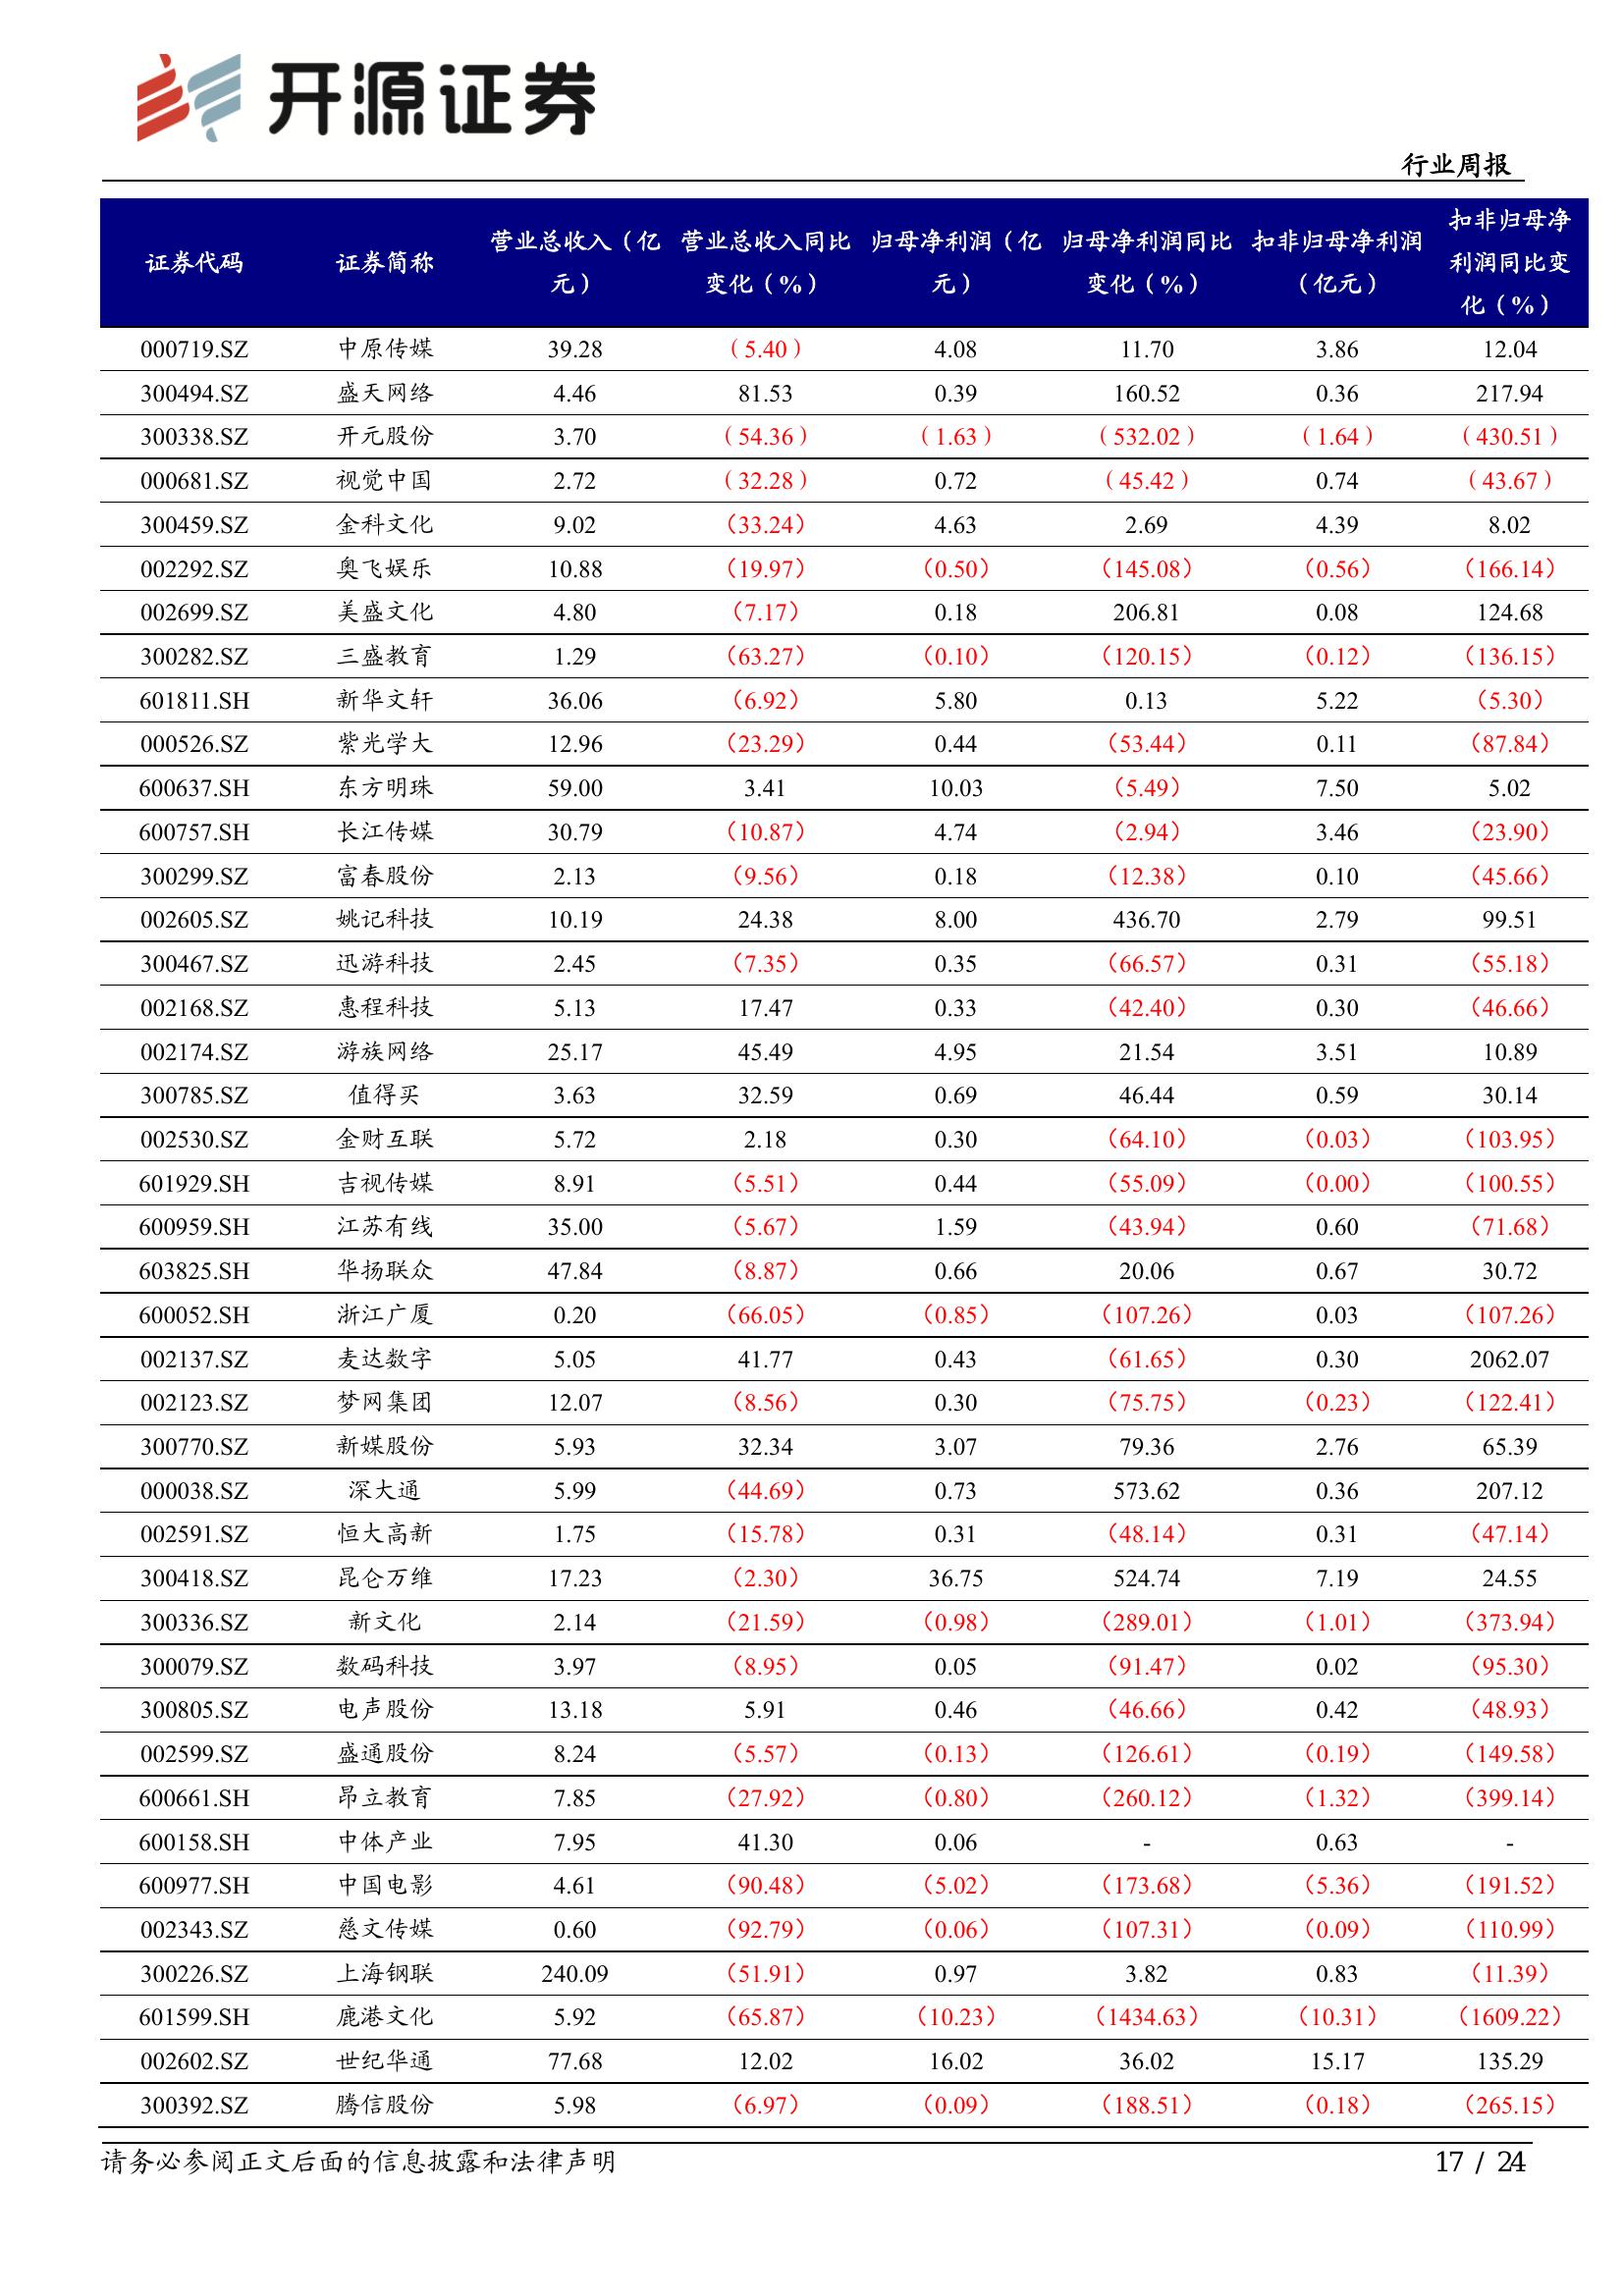 开源证券
行业周报
证券代码 证券简称 营业总收入（亿元） 营业总收入同比变化（%） 归母净利润（亿元） 归母净利润同比变化（%） 扣非归母净利润（亿元） 扣非归母净利润同比变化（%）
000719.SZ 中原传媒 39.28 （5.40） 4.08 11.70 3.86 12.04
300494.SZ 盛天网络 4.46 81.53 0.39 160.52 0.36 217.94
300338.SZ 开元股份 3.70 （54.36） （1.63） （532.02） （1.64） （430.51）
000681.SZ 视觉中国 2.72 （32.28） 0.72 （45.42） 0.74 （43.67）
300459.SZ 金科文化 9.02 （33.24） 4.63 2.69 4.39 8.02
002292.SZ 奥飞娱乐 10.88 （19.97） （0.50） （145.08） （0.56） （166.14）
002699.SZ 美盛文化 4.80 （7.17） 0.18 206.81 0.08 124.68
300282.SZ 三盛教育 1.29 （63.27） （0.10） （120.15） （0.12） （136.15）
601811.SH 新华文轩 36.06 （6.92） 5.80 0.13 5.22 （5.30）
000526.SZ 紫光学大 12.96 （23.29） 0.44 （53.44） 0.11 （87.84）
600637.SH 东方明珠 59.00 3.41 10.03 （5.49） 7.50 5.02
600757.SH 长江传媒 30.79 （10.87） 4.74 （2.94） 3.46 （23.90）
300299.SZ 富春股份 2.13 （9.56） 0.18 （12.38） 0.10 （45.66）
002605.SZ 姚记科技 10.19 24.38 8.00 436.70 2.79 99.51
300467.SZ 迅游科技 2.45 （7.35） 0.35 （66.57） 0.31 （55.18）
002168.SZ 惠程科技 5.13 17.47 0.33 （42.40） 0.30 （46.66）
002174.SZ 游族网络 25.17 45.49 4.95 21.54 3.51 10.89
300785.SZ 值得买 3.63 32.59 0.69 46.44 0.59 30.14
002530.SZ 金财互联 5.72 2.18 0.30 （64.10） （0.03） （103.95）
601929.SH 吉视传媒 8.91 （5.51） 0.44 （55.09） （0.00） （100.55）
600959.SH 江苏有线 35.00 （5.67） 1.59 （43.94） 0.60 （71.68）
603825.SH 华扬联众 47.84 （8.87） 0.66 20.06 0.67 30.72
600052.SH 浙江广厦 0.20 （66.05） （0.85） （107.26） 0.03 （107.26）
002137.SZ 麦达数字 5.05 41.77 0.43 （61.65） 0.30 2062.07
002123.SZ 梦网集团 12.07 （8.56） 0.30 （75.75） （0.23） （122.41）
300770.SZ 新媒股份 5.93 32.34 3.07 79.36 2.76 65.39
000038.SZ 深大通 5.99 （44.69） 0.73 573.62 0.36 207.12
002591.SZ 恒大高新 1.75 （15.78） 0.31 （48.14） 0.31 （47.14）
300418.SZ 昆仑万维 17.23 （2.30） 36.75 524.74 7.19 24.55
300336.SZ 新文化 2.14 （21.59） （0.98） （289.01） （1.01） （373.94）
300079.SZ 数码科技 3.97 （8.95） 0.05 （91.47） 0.02 （95.30）
300805.SZ 电声股份 13.18 5.91 0.46 （46.66） 0.42 （48.93）
002599.SZ 盛通股份 8.24 （5.57） （0.13） （126.61） （0.19） （149.58）
600661.SH 昂立教育 7.85 （27.92） （0.80） （260.12） （1.32） （399.14）
600158.SH 中体产业 7.95 41.30 0.06 - 0.63 -
600977.SH 中国电影 4.61 （90.48） （5.02） （173.68） （5.36） （191.52）
002343.SZ 慈文传媒 0.60 （92.79） （0.06） （107.31） （0.09） （110.99）
300226.SZ 上海钢联 240.09 （51.91） 0.97 3.82 0.83 （11.39）
601599.SH 鹿港文化 5.92 （65.87） （10.23） （1434.63） （10.31） （1609.22）
002602.SZ 世纪华通 77.68 12.02 16.02 36.02 15.17 135.29
300392.SZ 腾信股份 5.98 （6.97） （0.09） （188.51） （0.18） （265.15）
请务必参阅正文后面的信息披露和法律声明 17 / 24